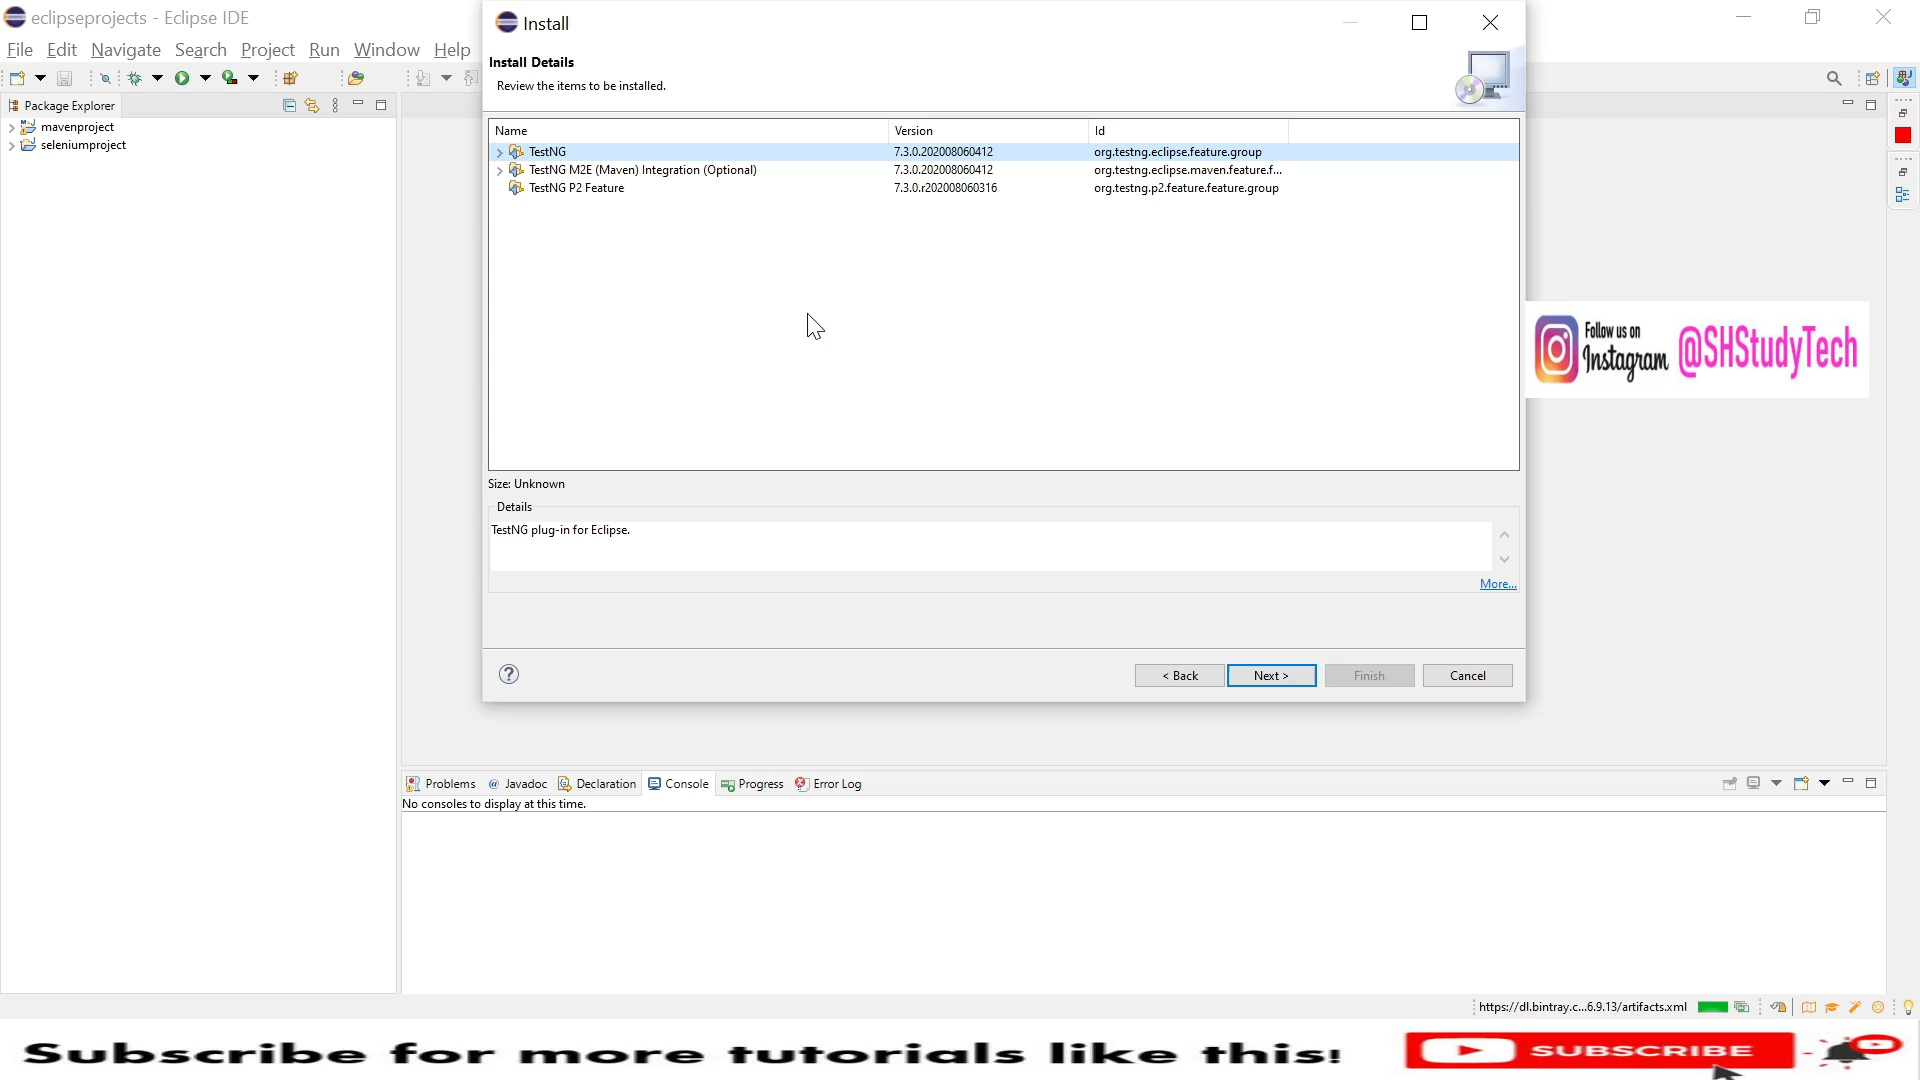 eclipseprojects - Eclipse IDE
File Edit Navigate Search Project Run Window Help
Package Explorer
mavenproject
seleniumproject
Install
Install Details
Review the items to be installed.
Name Version Id
TestNG 7.3.0.202008060412 org.testng.eclipse.feature.group
TestNG M2E (Maven) Integration (Optional) 7.3.0.202008060412 org.testng.eclipse.maven.feature.f...
TestNG P2 Feature 7.3.0.r202008060316 org.testng.p2.feature.feature.group
Size: Unknown
Details
TestNG plug-in for Eclipse.
More...
< Back Next > Finish Cancel
Follow us on
Instagram
@SHStudyTech
Problems Javadoc Declaration Console Progress Error Log
No consoles to display at this time.
https://dl.bintray.c...6.9.13/artifacts.xml
Subscribe for more tutorials like this!
SUBSCRIBE